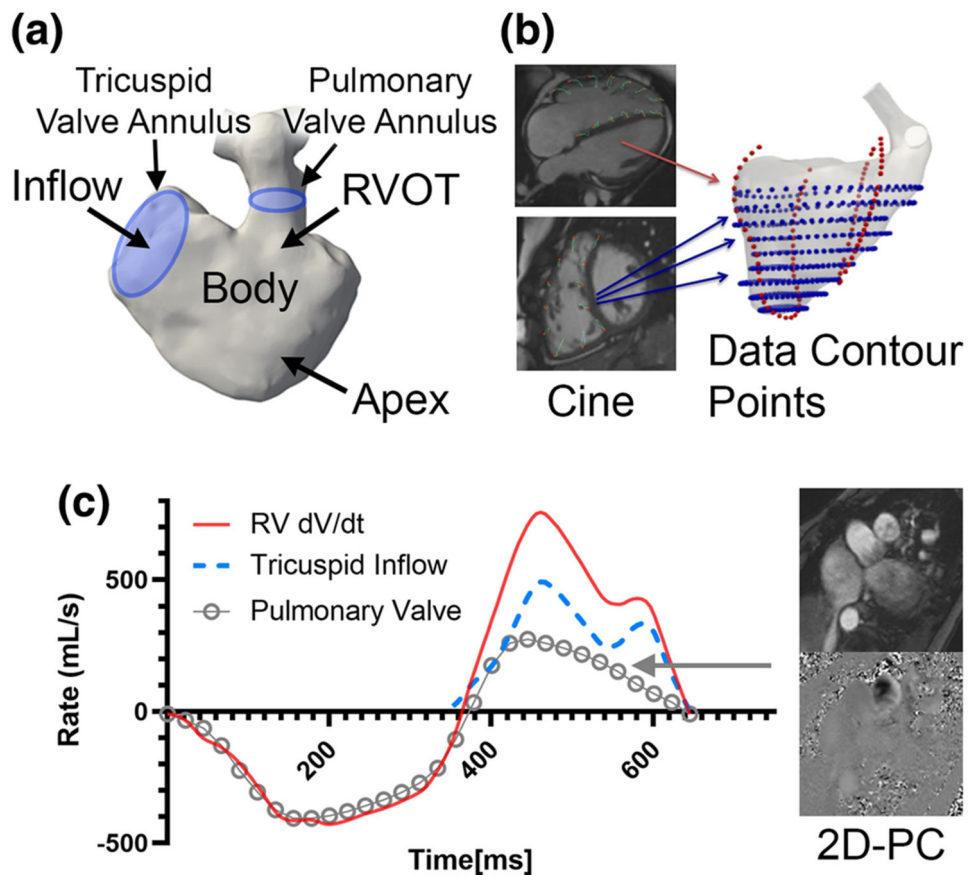 (a)
Tricuspid
Valve Annulus
Pulmonary
Valve Annulus
Inflow
RVOT
Body
Apex
(b)
Cine
Data Contour
Points
(c)
RV dV/dt
Tricuspid Inflow
Pulmonary Valve
Rate (mL/s)
500
0
-500
200
400
600
Time[ms]
2D-PC